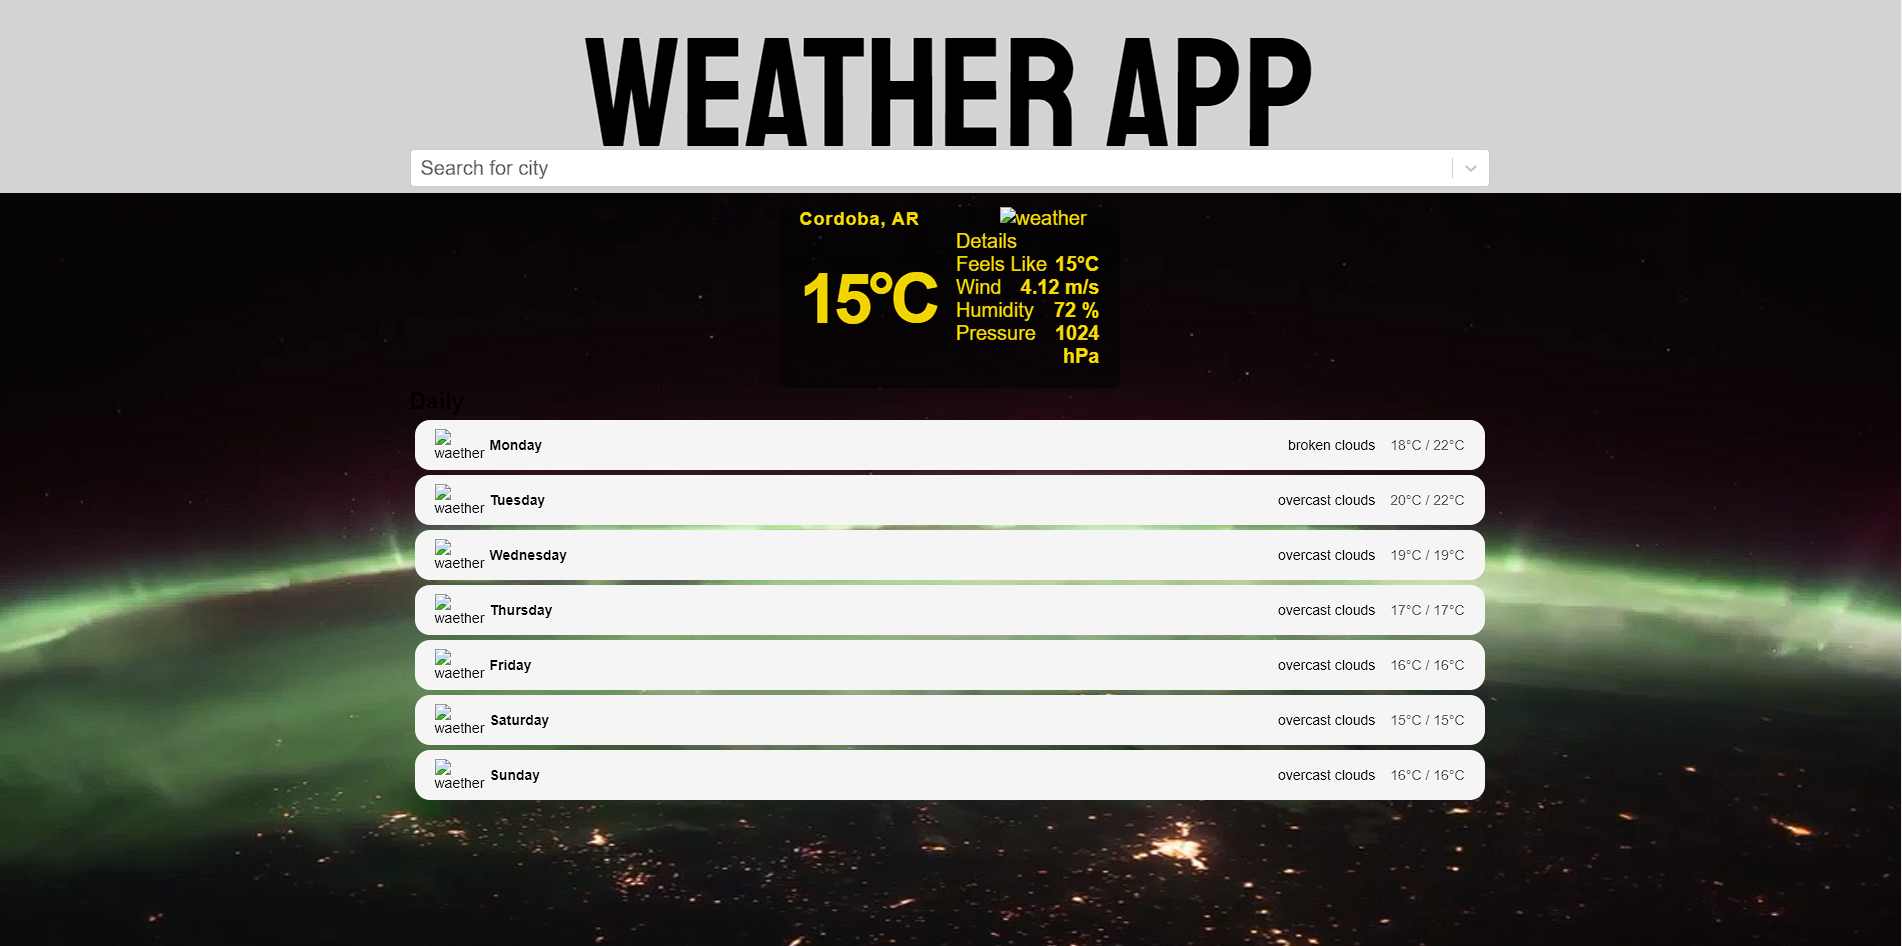 WEATHER APP
Search for city
Cordoba, AR
weather
15°C
Details
Feels Like 15°C
Wind 4.12 m/s
Humidity 72 %
Pressure 1024
hPa
Daily
waether Monday broken clouds 18°C / 22°C
waether Tuesday overcast clouds 20°C / 22°C
waether Wednesday overcast clouds 19°C / 19°C
waether Thursday overcast clouds 17°C / 17°C
waether Friday overcast clouds 16°C / 16°C
waether Saturday overcast clouds 15°C / 15°C
waether Sunday overcast clouds 16°C / 16°C